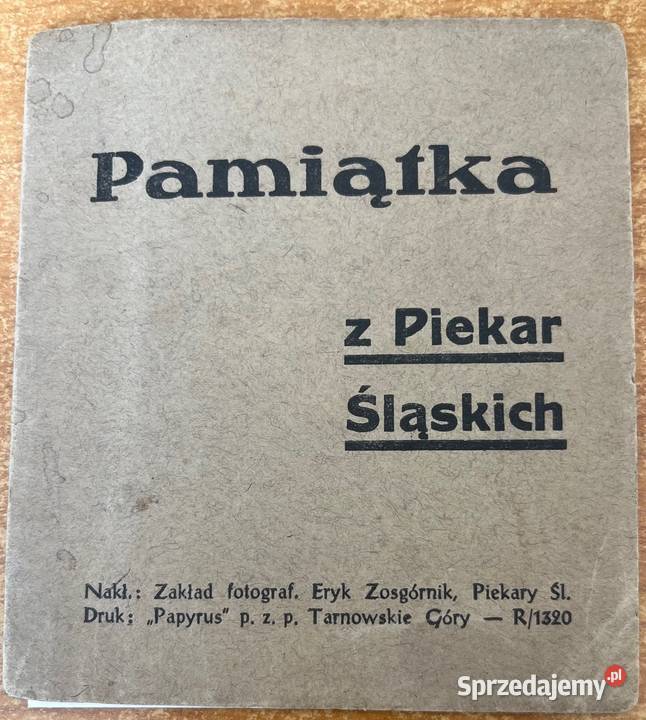 Pamiątka
z Piekar
Śląskich
Nakł.: Zakład fotograf. Eryk Zosgórnik, Piekary Śl.
Druk: „Papyrus" p. z. p. Tarnowskie Góry — R/1320
Sprzedajemy.pl